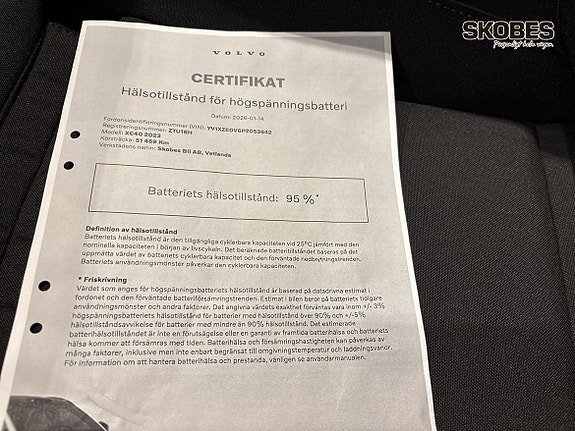 SKOBES
Personligt hela vägen
VOLVO
CERTIFIKAT
Hälsotillstånd för högspänningsbatteri
Datum: 2026-01-14
Fordonsidentifieringsnummer (VIN): YV1XZEDV6P2053642
Registreringsnummer: ZTU16H
Modell: XC40 2023
Körsträcka: 51 459 Km
Verkstadens namn: Skobes Bil AB, Vetlanda
Batteriets hälsotillstånd: 95 %*
Definition av hälsotillstånd
Batteriets hälsotillstånd är den tillgängliga cyklerbara kapaciteten vid 25°C jämfört med den
nominella kapaciteten i början av livscykeln. Det beräknade batteritillståndet baseras på det
uppmätta värdet av batteriets cyklerbara kapacitet och den förväntade nedbrytningstrenden.
Batteriets användningsmönster påverkar den cyklerbara kapaciteten.
* Friskrivning
Värdet som anges för högspänningsbatteriets hälsotillstånd är baserad på datadrivna estimat i
fordonet och den förväntade batteriförsämringstrenden. Estimat i bilen beror på batteriets tidigare
användningsmönster och andra faktorer. Det angivna värdets exakthet förväntas vara inom +/-3%
högspänningsbatteriets hälsotillstånd för batterier med hälsotillstånd över 90% och +/-5%
hälsotillståndsavvikelse för batterier med mindre än 90% hälsotillstånd. Det estimerade
batterihälsotillståndet är inte en förutsägelse eller en garanti av framtida batterihälsa och batteriets
hälsa kommer att försämras med tiden. Batterihälsan och försämringshastigheten kan påverkas av
många faktorer, inklusive men inte enbart begränsat till omgivningstemperatur och laddningsvanor.
För information om att hantera batterihälsa och prestanda, vänligen se användarmanualen.